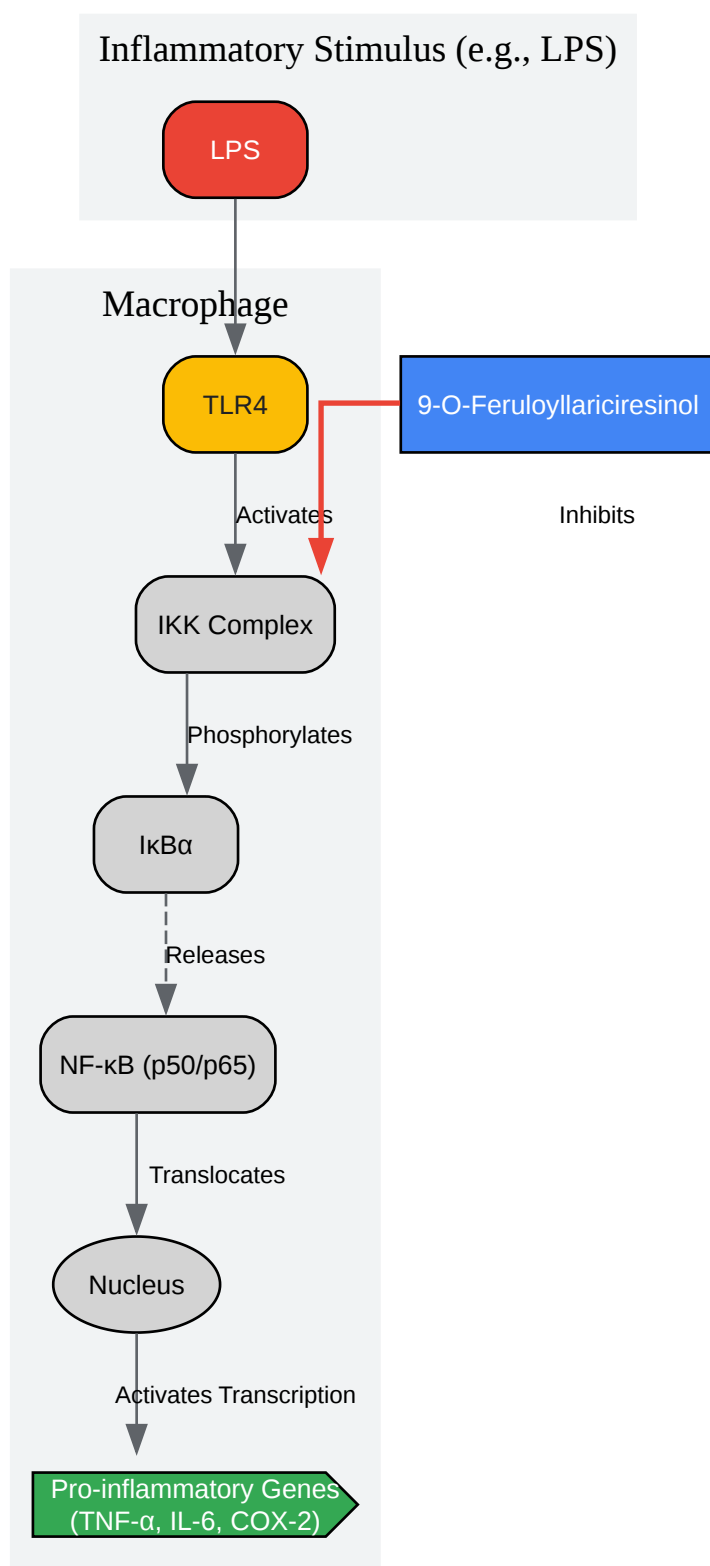 Inflammatory Stimulus (e.g., LPS)
LPS
Macrophage
TLR4
9-O-Feruloyllariciresinol
Activates
Inhibits
IKK Complex
Phosphorylates
IκBα
Releases
NF-κB (p50/p65)
Translocates
Nucleus
Activates Transcription
Pro-inflammatory Genes
(TNF-α, IL-6, COX-2)